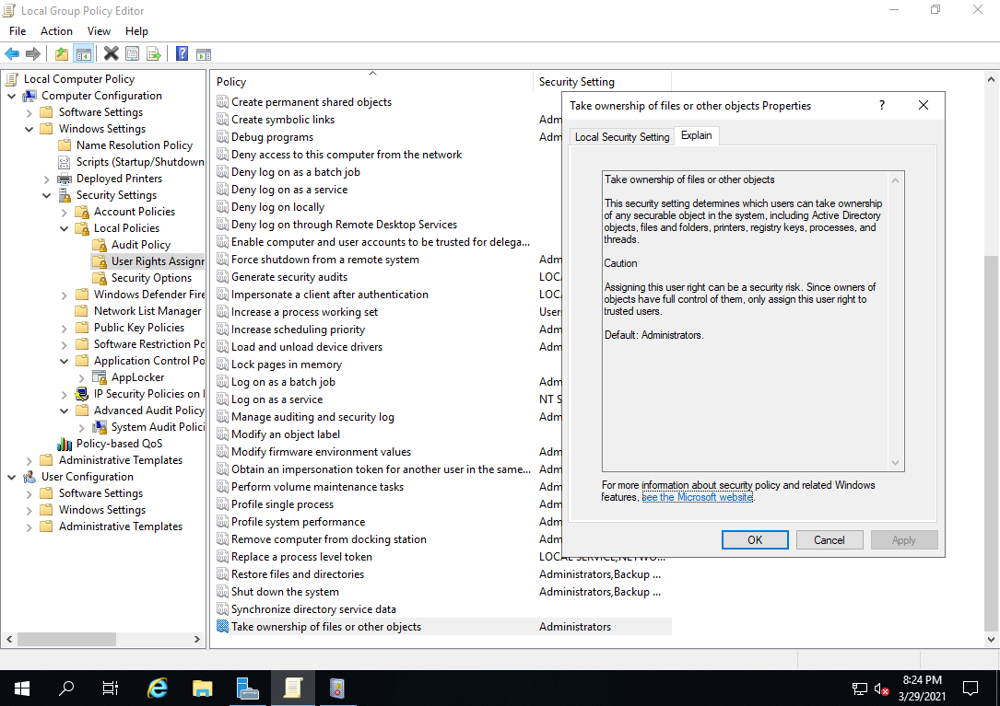 Local Group Policy Editor
File Action View Help
Local Computer Policy
Computer Configuration
Software Settings
Windows Settings
Name Resolution Policy
Scripts (Startup/Shutdown
Deployed Printers
Security Settings
Account Policies
Local Policies
Audit Policy
User Rights Assignr
Security Options
Windows Defender Fire
Network List Manager
Public Key Policies
Software Restriction Pc
Application Control Po
AppLocker
IP Security Policies on l
Advanced Audit Policy
System Audit Polici
Policy-based QoS
Administrative Templates
User Configuration
Software Settings
Windows Settings
Administrative Templates
Policy Security Setting
Create permanent shared objects
Create symbolic links Adm
Debug programs Adm
Deny access to this computer from the network
Deny log on as a batch job
Deny log on as a service
Deny log on locally
Deny log on through Remote Desktop Services
Enable computer and user accounts to be trusted for delega...
Force shutdown from a remote system Adm
Generate security audits LOC
Impersonate a client after authentication LOC
Increase a process working set Users
Increase scheduling priority Adm
Load and unload device drivers Adm
Lock pages in memory
Log on as a batch job Adm
Log on as a service NT S
Manage auditing and security log Adm
Modify an object label
Modify firmware environment values Adm
Obtain an impersonation token for another user in the same... Adm
Perform volume maintenance tasks Adm
Profile single process Adm
Profile system performance Adm
Remove computer from docking station Adm
Replace a process level token LOCAL SERVICE,NETWO...
Restore files and directories Administrators,Backup ...
Shut down the system Administrators,Backup ...
Synchronize directory service data
Take ownership of files or other objects Administrators
Take ownership of files or other objects Properties ?
Local Security Setting Explain
Take ownership of files or other objects
This security setting determines which users can take ownership
of any securable object in the system, including Active Directory
objects, files and folders, printers, registry keys, processes, and
threads.
Caution
Assigning this user right can be a security risk. Since owners of
objects have full control of them, only assign this user right to
trusted users.
Default: Administrators.
For more information about security policy and related Windows
features, see the Microsoft website.
OK Cancel Apply
8:24 PM
3/29/2021